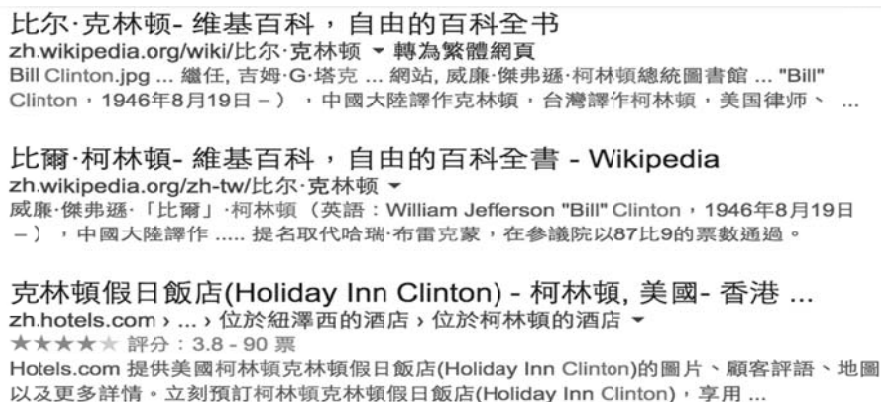 比尔·克林顿- 维基百科，自由的百科全书
zh.wikipedia.org/wiki/比尔·克林顿 ▼ 轉為繁體網頁
Bill Clinton.jpg ... 繼任, 吉姆·G·塔克 ... 網站, 威廉·傑弗遜·柯林頓總統圖書館 ... "Bill"
Clinton，1946年8月19日 – ），中國大陸譯作克林頓，台灣譯作柯林頓，美国律师、 ...
比爾·柯林頓- 維基百科，自由的百科全書 - Wikipedia
zh.wikipedia.org/zh-tw/比尔·克林顿 ▼
威廉·傑弗遜·「比爾」·柯林頓（英語：William Jefferson "Bill" Clinton，1946年8月19日
– ），中國大陸譯作 ..... 提名取代哈瑞·布雷克蒙，在參議院以87比9的票數通過。
克林頓假日飯店(Holiday Inn Clinton) - 柯林頓, 美國- 香港 ...
zh.hotels.com › ... › 位於紐澤西的酒店 › 位於柯林頓的酒店 ▼
★★★★★ 評分：3.8 - 90 票
Hotels.com 提供美國柯林頓克林頓假日飯店(Holiday Inn Clinton)的圖片、顧客評語、地圖
以及更多詳情。立刻預訂柯林頓克林頓假日飯店(Holiday Inn Clinton)，享用 ...